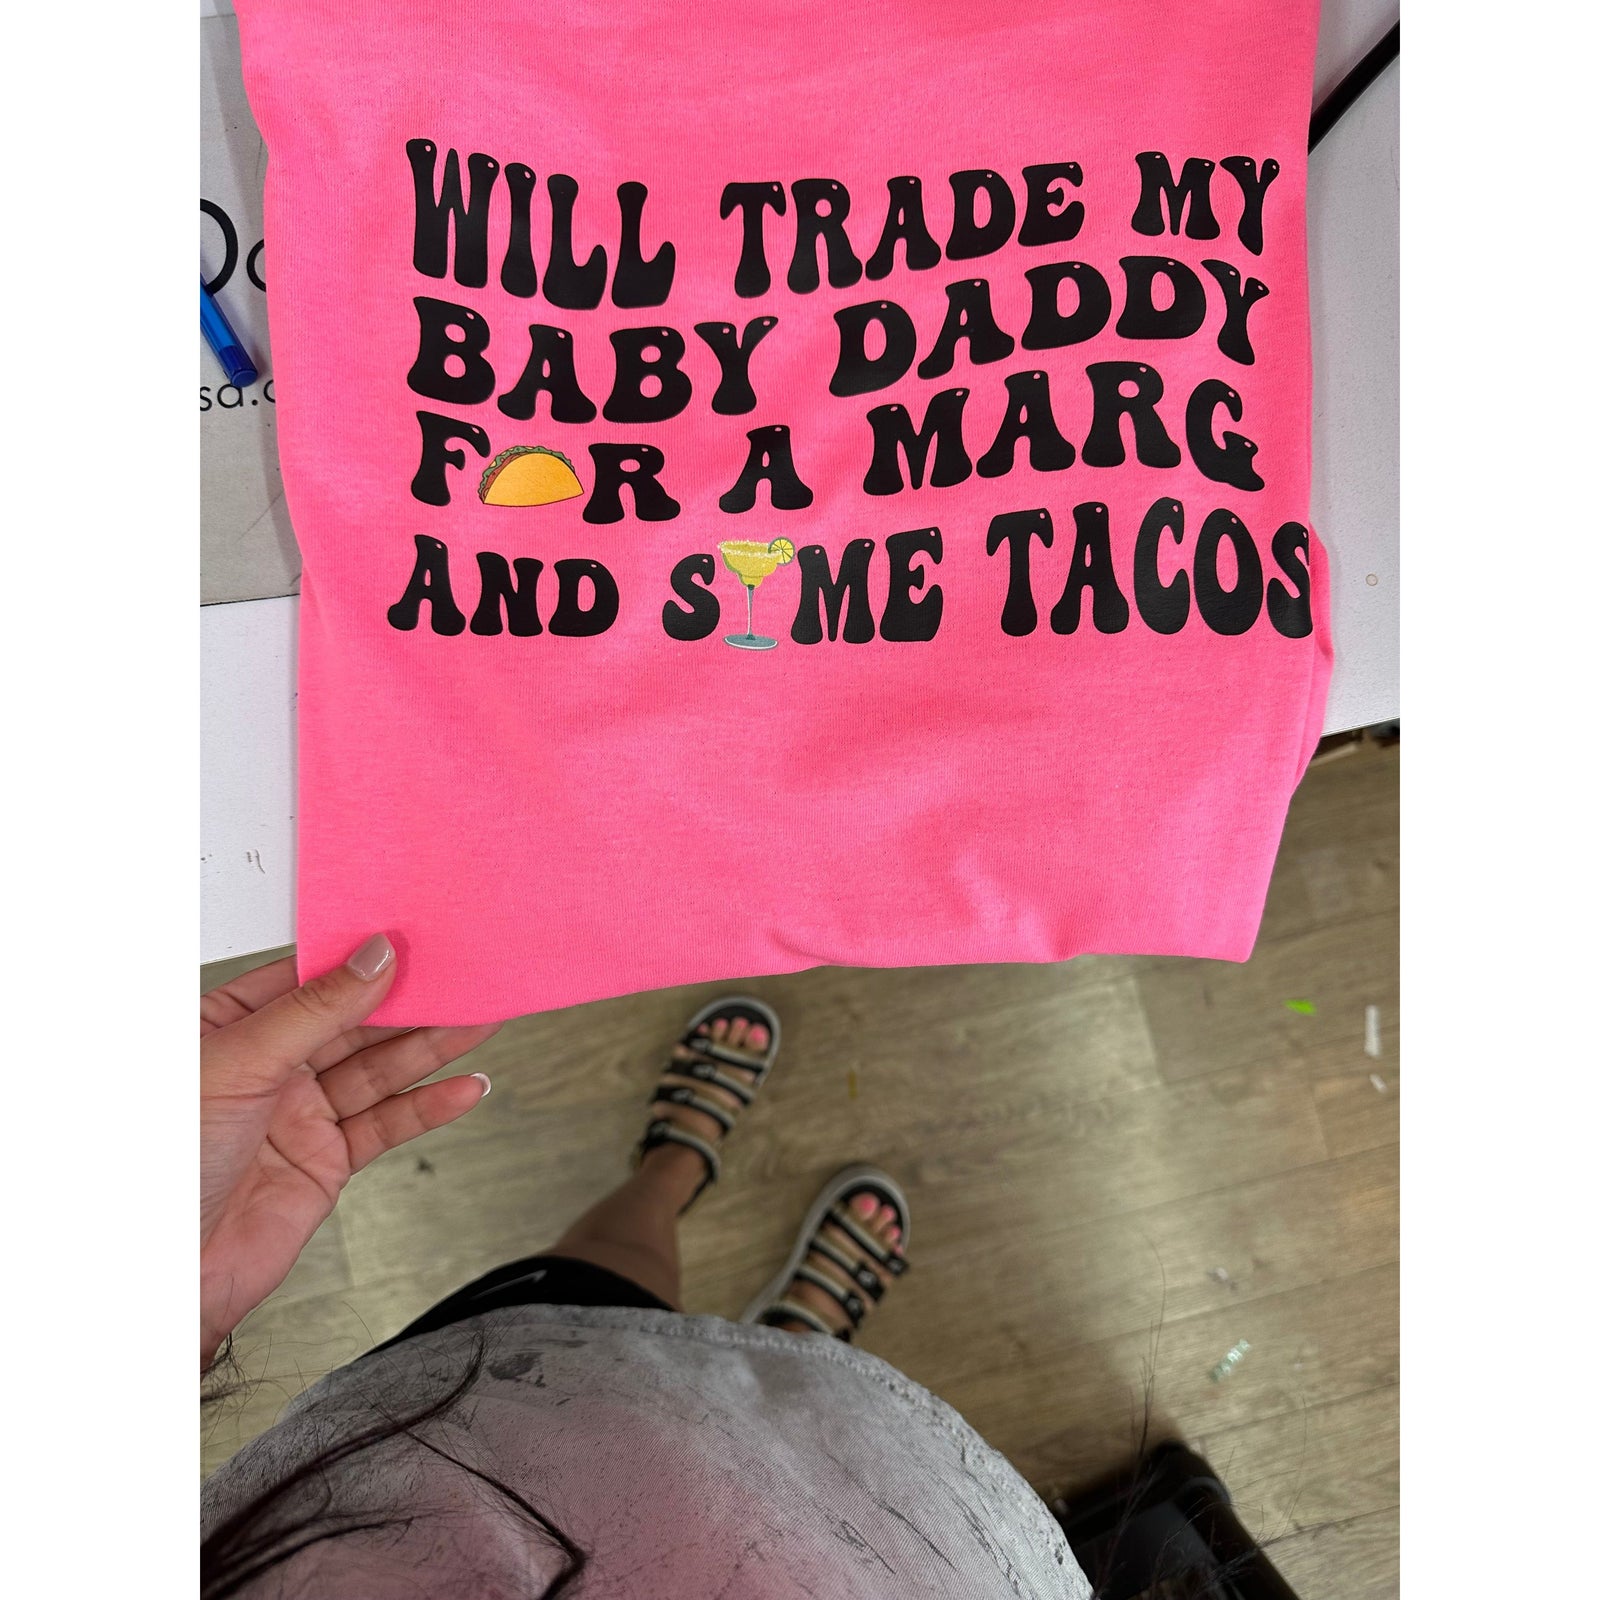 WILL TRADE MY
BABY DADDY
FOR A MARG
AND SOME TACOS